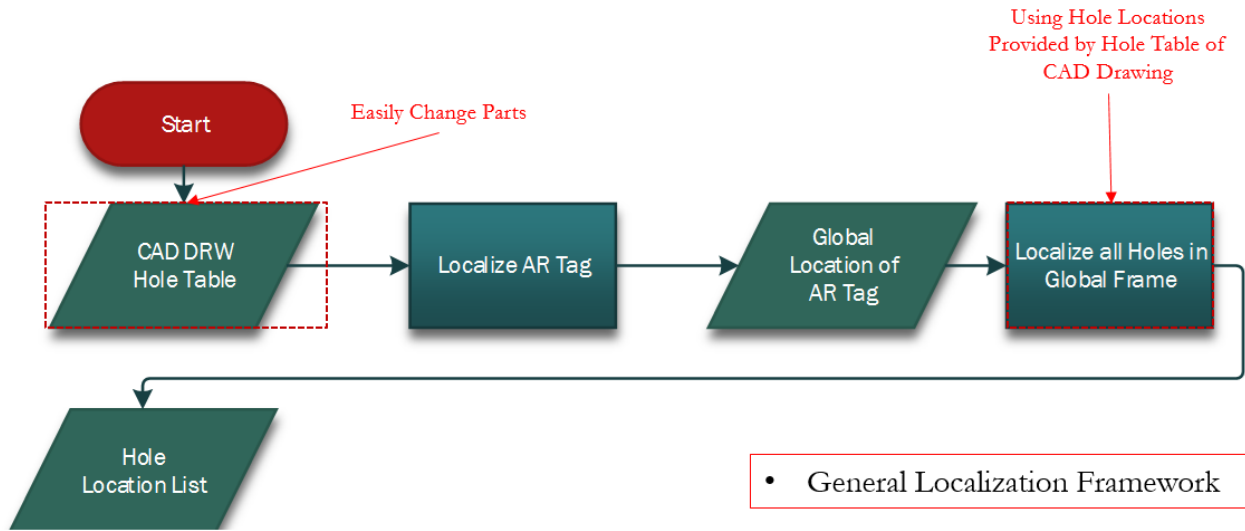 Using Hole Locations
Provided by Hole Table of
CAD Drawing
Easily Change Parts
Start
CAD DRW
Hole Table
Localize AR Tag
Global
Location of
AR Tag
Localize all Holes in
Global Frame
Hole
Location List
• General Localization Framework